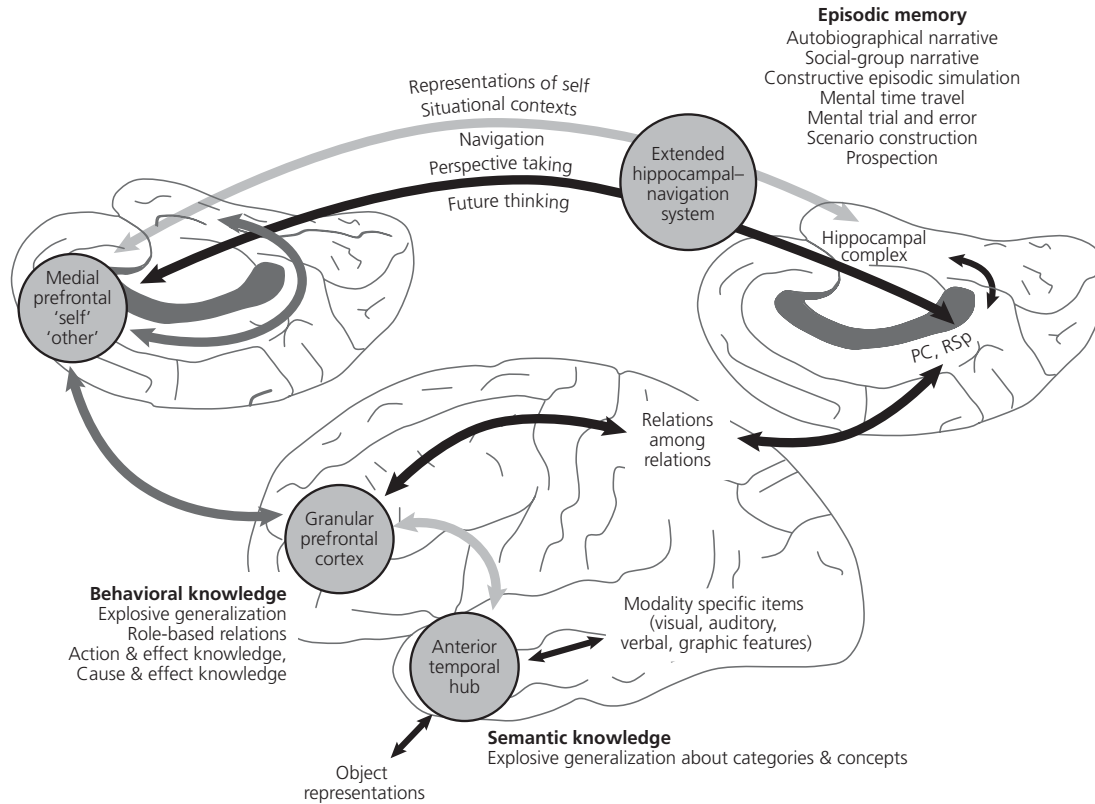 Episodic memory
Autobiographical narrative
Social-group narrative
Constructive episodic simulation
Mental time travel
Mental trial and error
Scenario construction
Prospection
Representations of self
Situational contexts
Navigation
Perspective taking
Future thinking
Extended
hippocampal–
navigation
system
Hippocampal
complex
PC, RSp
Medial
prefrontal
'self'
'other'
Relations
among
relations
Granular
prefrontal
cortex
Behavioral knowledge
Explosive generalization
Role-based relations
Action & effect knowledge,
Cause & effect knowledge
Modality specific items
(visual, auditory,
verbal, graphic features)
Anterior
temporal
hub
Semantic knowledge
Explosive generalization about categories & concepts
Object
representations